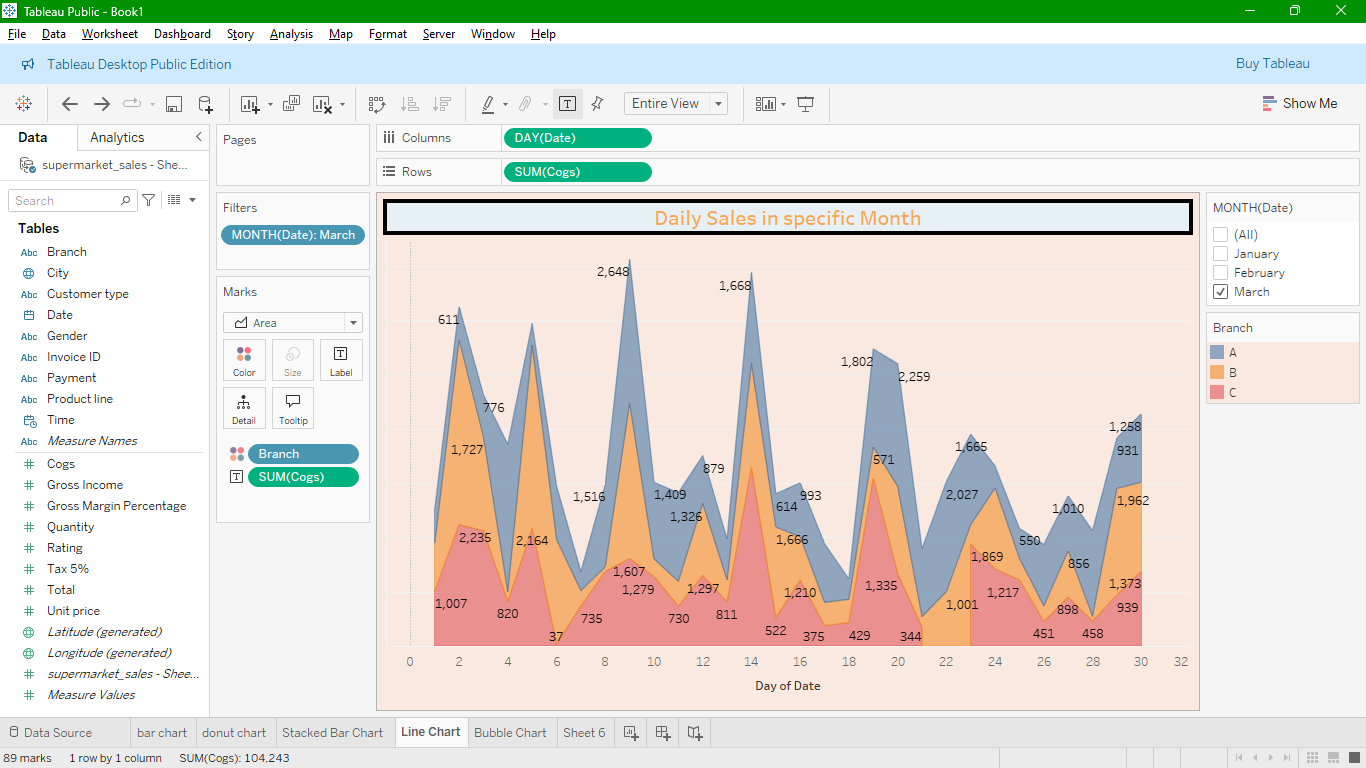 Tableau Public - Book1
File Data Worksheet Dashboard Story Analysis Map Format Server Window Help
Tableau Desktop Public Edition
Buy Tableau
Entire View
Show Me
Data
Analytics
supermarket_sales - She...
Search
Tables
Abc Branch
City
Abc Customer type
Date
Abc Gender
Abc Invoice ID
Abc Payment
Abc Product line
Time
Abc Measure Names
Cogs
Gross Income
Gross Margin Percentage
Quantity
Rating
Tax 5%
Total
Unit price
Latitude (generated)
Longitude (generated)
supermarket_sales - Shee...
Measure Values
Pages
Filters
MONTH(Date): March
Marks
Area
Color
Size
Label
Detail
Tooltip
Branch
SUM(Cogs)
Columns
DAY(Date)
Rows
SUM(Cogs)
Daily Sales in specific Month
2,648
1,668
611
1,802
2,259
776
1,258
1,665
931
1,727
571
879
1,516
1,409
993
2,027
1,962
614
1,010
1,326
2,235
2,164
1,666
550
1,869
856
1,607
1,373
1,279
1,297
1,210
1,335
1,217
1,007
1,001
939
898
820
735
730
811
522
375
429
344
451
458
37
0 2 4 6 8 10 12 14 16 18 20 22 24 26 28 30 32
Day of Date
MONTH(Date)
(All)
January
February
March
Branch
A
B
C
Data Source
bar chart
donut chart
Stacked Bar Chart
Line Chart
Bubble Chart
Sheet 6
89 marks
1 row by 1 column
SUM(Cogs): 104,243